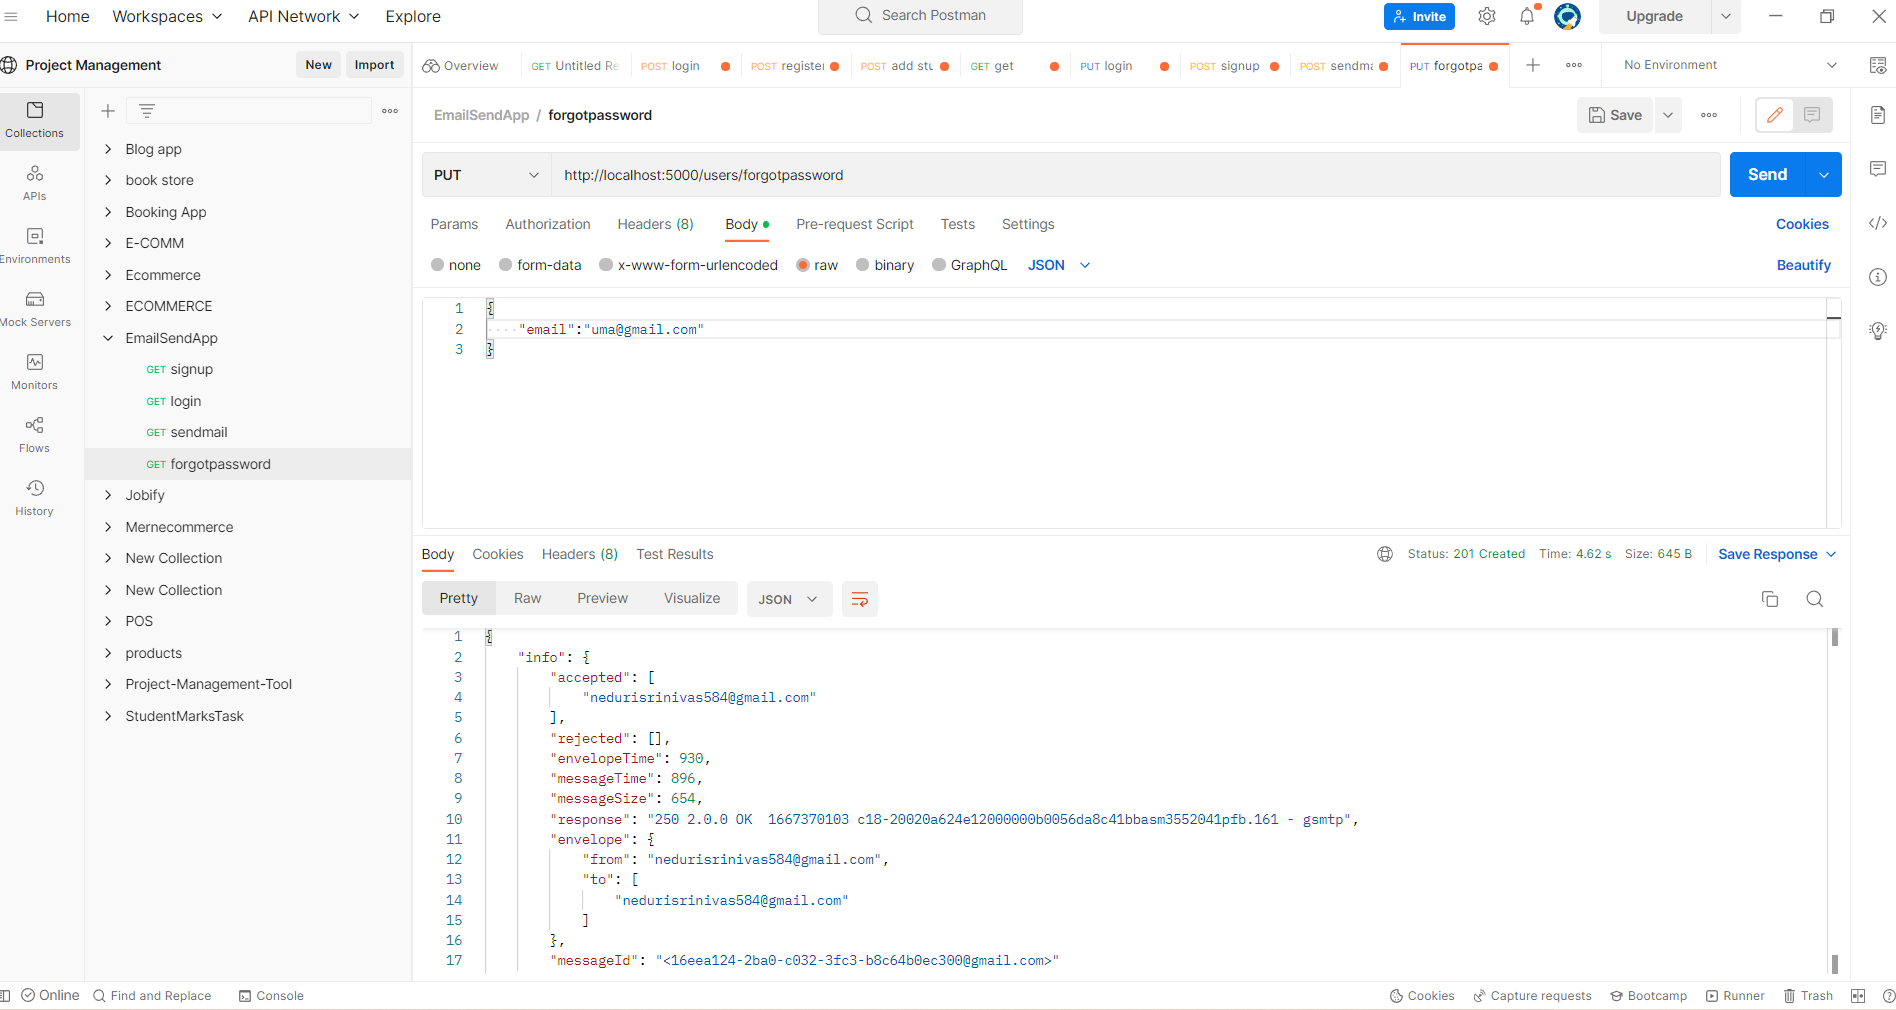 Home Workspaces API Network Explore Search Postman Invite Upgrade
Project Management New Import
Overview GET Untitled Re POST login POST register POST add stu GET get PUT login POST signup POST sendma PUT forgotpa No Environment
Collections
APIs
Environments
Mock Servers
Monitors
Flows
History
Blog app
book store
Booking App
E-COMM
Ecommerce
ECOMMERCE
EmailSendApp
GET signup
GET login
GET sendmail
GET forgotpassword
Jobify
Mernecommerce
New Collection
New Collection
POS
products
Project-Management-Tool
StudentMarksTask
EmailSendApp / forgotpassword Save
PUT http://localhost:5000/users/forgotpassword Send
Params Authorization Headers (8) Body Pre-request Script Tests Settings Cookies
none form-data x-www-form-urlencoded raw binary GraphQL JSON Beautify
1 {
2 "email":"uma@gmail.com"
3 }
Body Cookies Headers (8) Test Results Status: 201 Created Time: 4.62 s Size: 645 B Save Response
Pretty Raw Preview Visualize JSON
1 {
2 "info": {
3 "accepted": [
4 "nedurisrinivas584@gmail.com"
5 ],
6 "rejected": [],
7 "envelopeTime": 930,
8 "messageTime": 896,
9 "messageSize": 654,
10 "response": "250 2.0.0 OK  1667370103 c18-20020a624e12000000b0056da8c41bbasm3552041pfb.161 - gsmtp",
11 "envelope": {
12 "from": "nedurisrinivas584@gmail.com",
13 "to": [
14 "nedurisrinivas584@gmail.com"
15 ]
16 },
17 "messageId": "<16eea124-2ba0-c032-3fc3-b8c64b0ec300@gmail.com>"
Online Find and Replace Console Cookies Capture requests Bootcamp Runner Trash